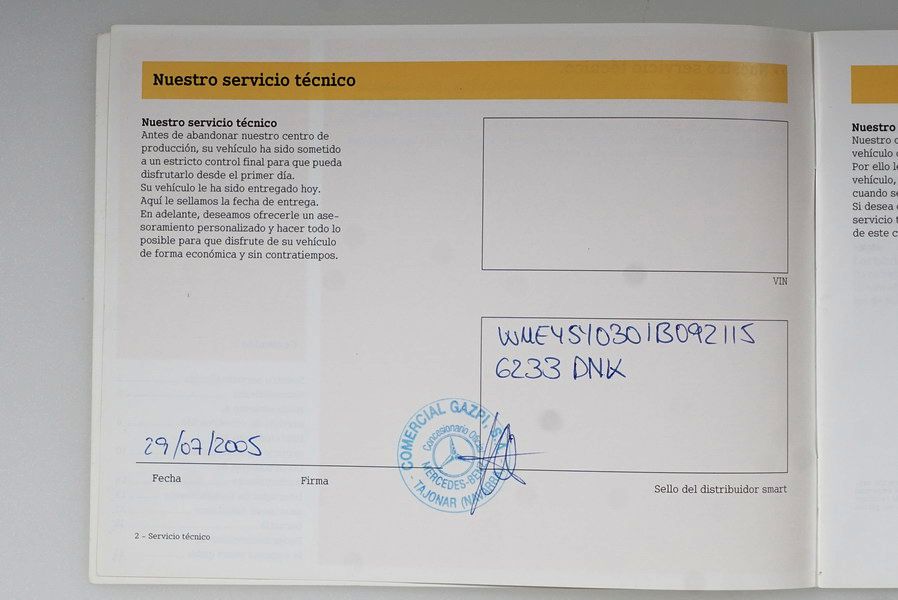 Nuestro servicio técnico
Nuestro servicio técnico
Antes de abandonar nuestro centro de
producción, su vehículo ha sido sometido
a un estricto control final para que pueda
disfrutarlo desde el primer día.
Su vehículo le ha sido entregado hoy.
Aquí le sellamos la fecha de entrega.
En adelante, deseamos ofrecerle un ase-
soramiento personalizado y hacer todo lo
posible para que disfrute de su vehículo
de forma económica y sin contratiempos.
VIN
WME4510301B092115
6233 DNK
29/07/2005
COMERCIAL GAZPI, S.A.
Concesionario Oficial
MERCEDES-BENZ
TAJONAR (NAVARRA)
Fecha
Firma
Sello del distribuidor smart
2 - Servicio técnico
Nuestro
Nuestro
vehículo
Por ello
vehículo,
cuando
Si desea
servicio
de este